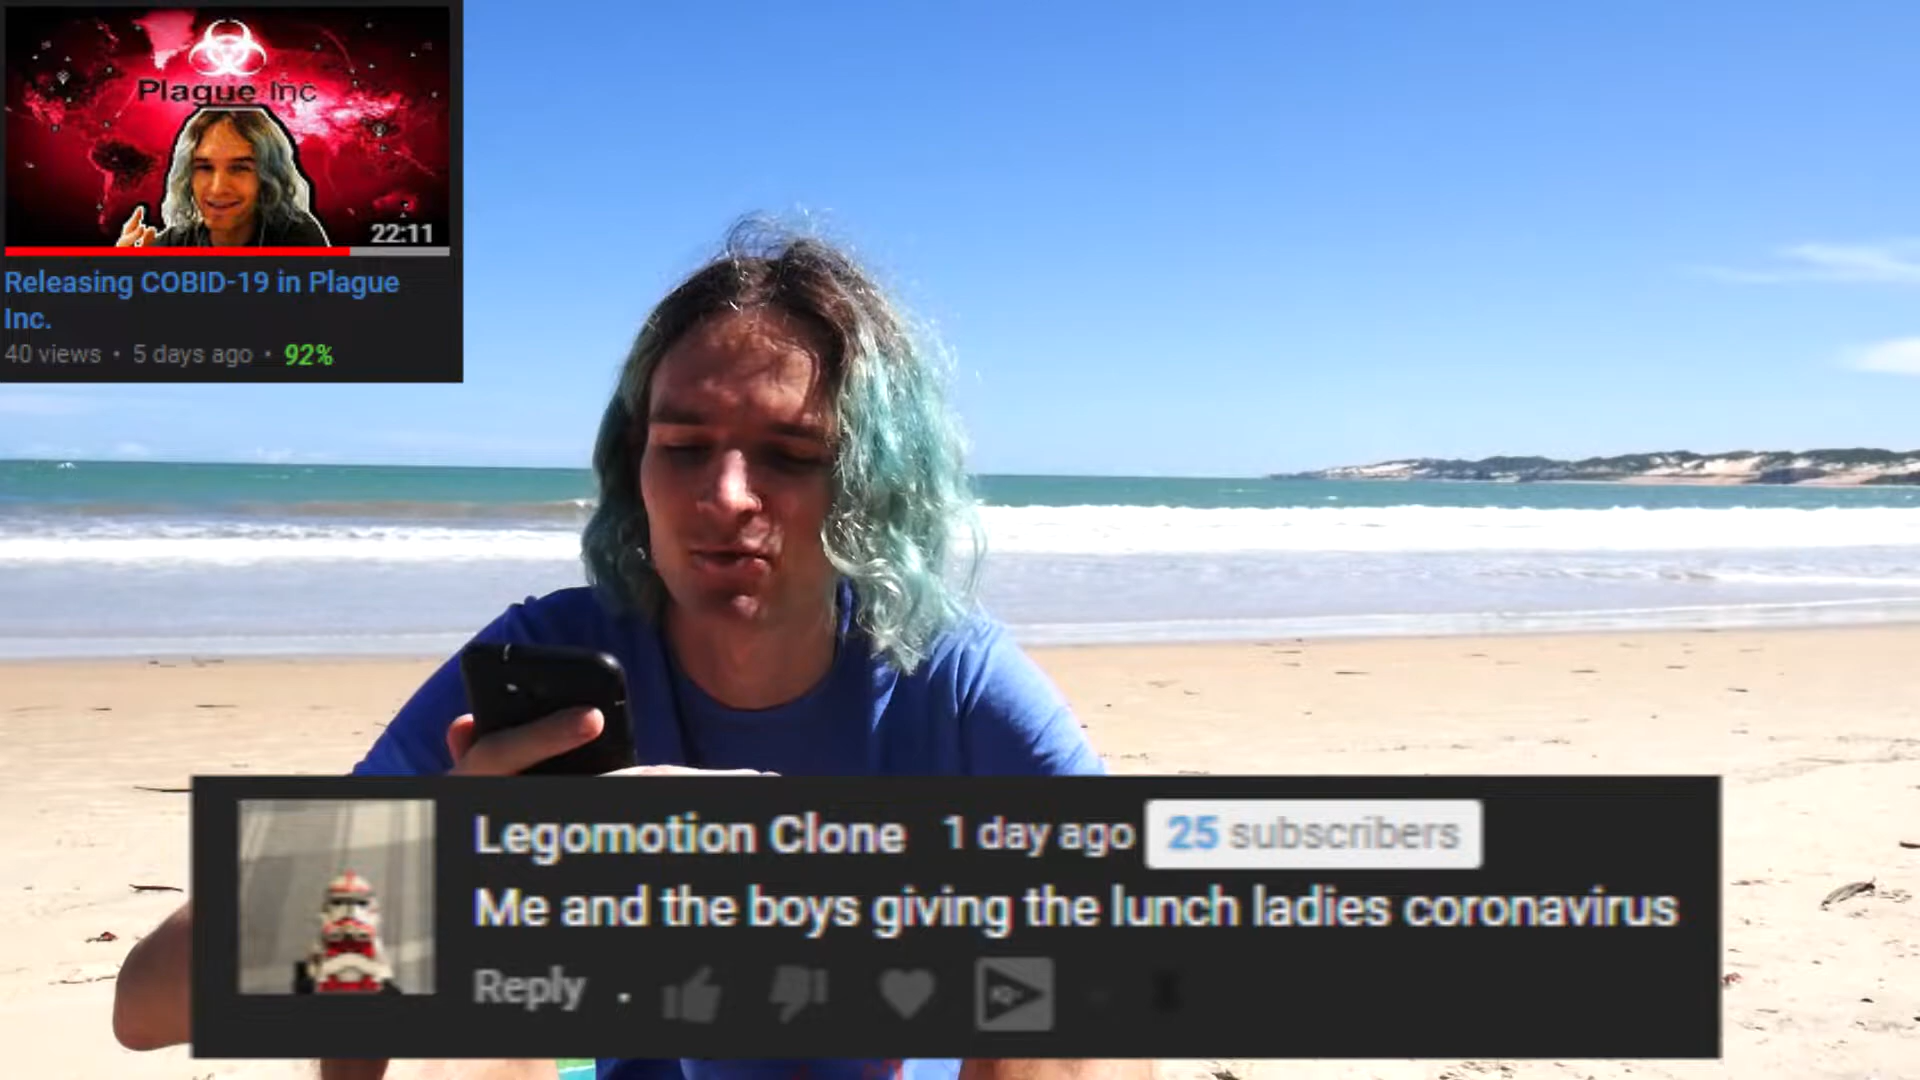 Plague Inc
22:11
Releasing COBID-19 in Plague
Inc.
40 views • 5 days ago • 92%
Legomotion Clone 1 day ago 25 subscribers
Me and the boys giving the lunch ladies coronavirus
Reply